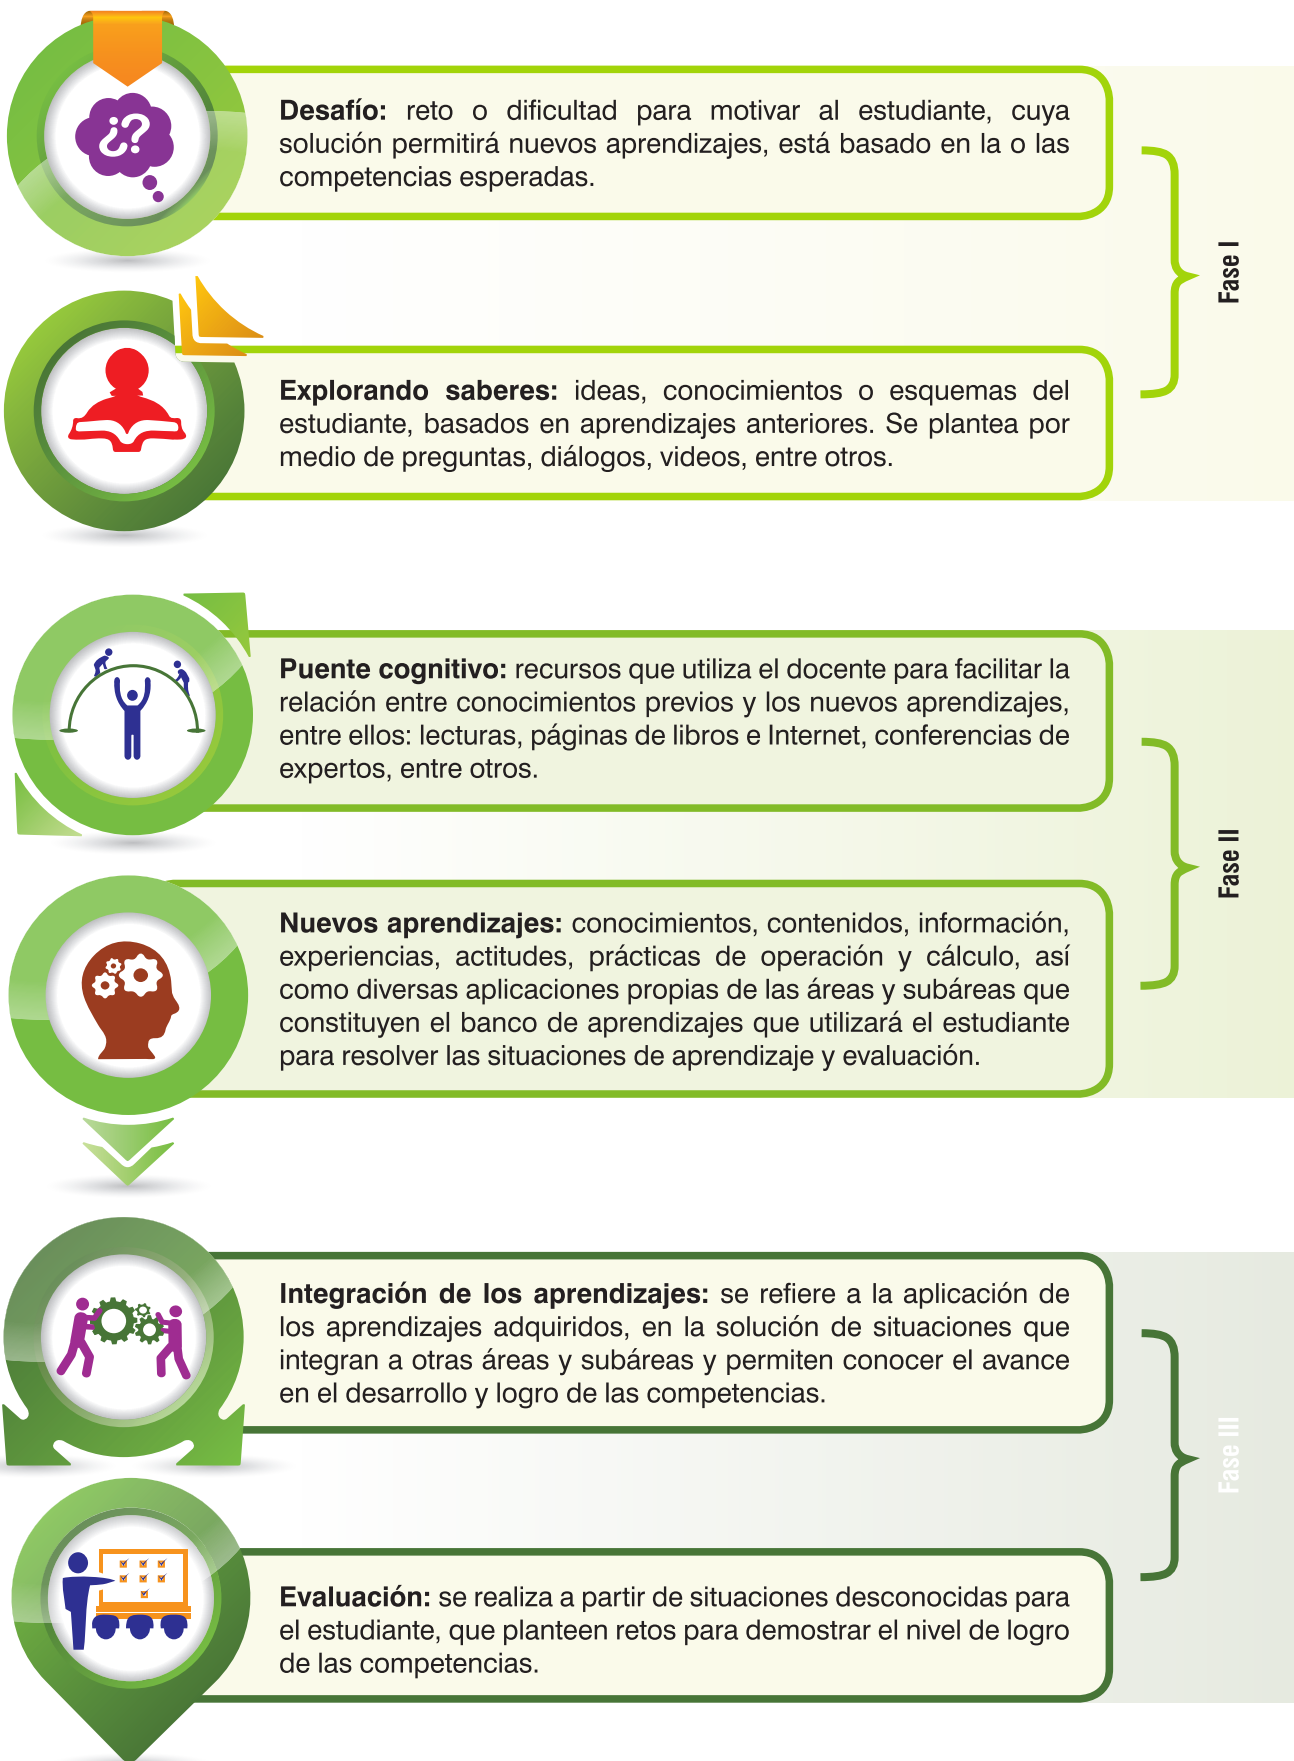 ¿?
Desafío: reto o dificultad para motivar al estudiante, cuya
solución permitirá nuevos aprendizajes, está basado en la o las
competencias esperadas.
Explorando saberes: ideas, conocimientos o esquemas del
estudiante, basados en aprendizajes anteriores. Se plantea por
medio de preguntas, diálogos, videos, entre otros.
Fase I
Puente cognitivo: recursos que utiliza el docente para facilitar la
relación entre conocimientos previos y los nuevos aprendizajes,
entre ellos: lecturas, páginas de libros e Internet, conferencias de
expertos, entre otros.
Nuevos aprendizajes: conocimientos, contenidos, información,
experiencias, actitudes, prácticas de operación y cálculo, así
como diversas aplicaciones propias de las áreas y subáreas que
constituyen el banco de aprendizajes que utilizará el estudiante
para resolver las situaciones de aprendizaje y evaluación.
Fase II
Integración de los aprendizajes: se refiere a la aplicación de
los aprendizajes adquiridos, en la solución de situaciones que
integran a otras áreas y subáreas y permiten conocer el avance
en el desarrollo y logro de las competencias.
Evaluación: se realiza a partir de situaciones desconocidas para
el estudiante, que planteen retos para demostrar el nivel de logro
de las competencias.
Fase III